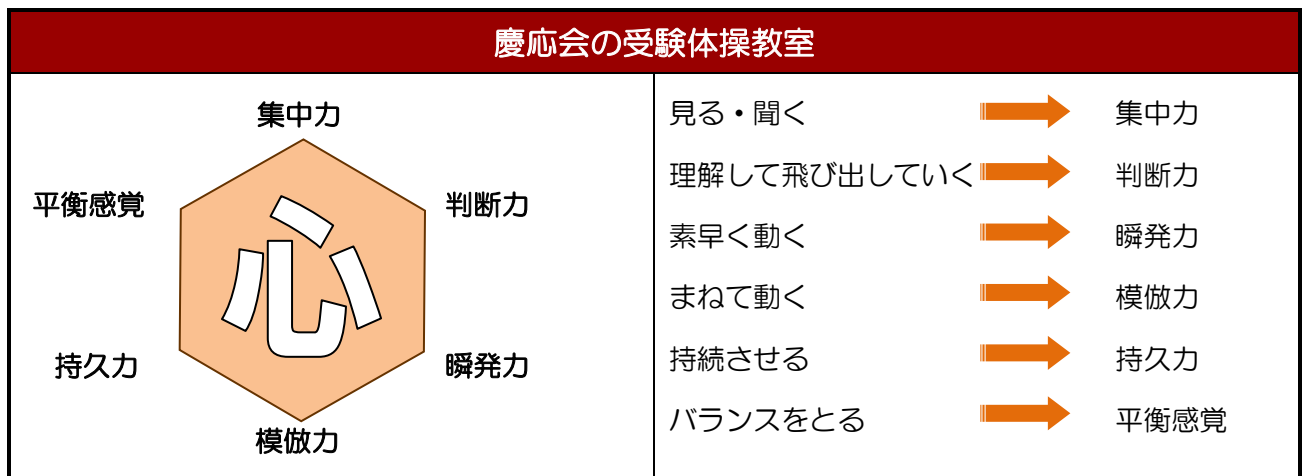 慶応会の受験体操教室
集中力
平衡感覚
判断力
心
持久力
瞬発力
模倣力
見る・聞く 集中力
理解して飛び出していく 判断力
素早く動く 瞬発力
まねて動く 模倣力
持続させる 持久力
バランスをとる 平衡感覚